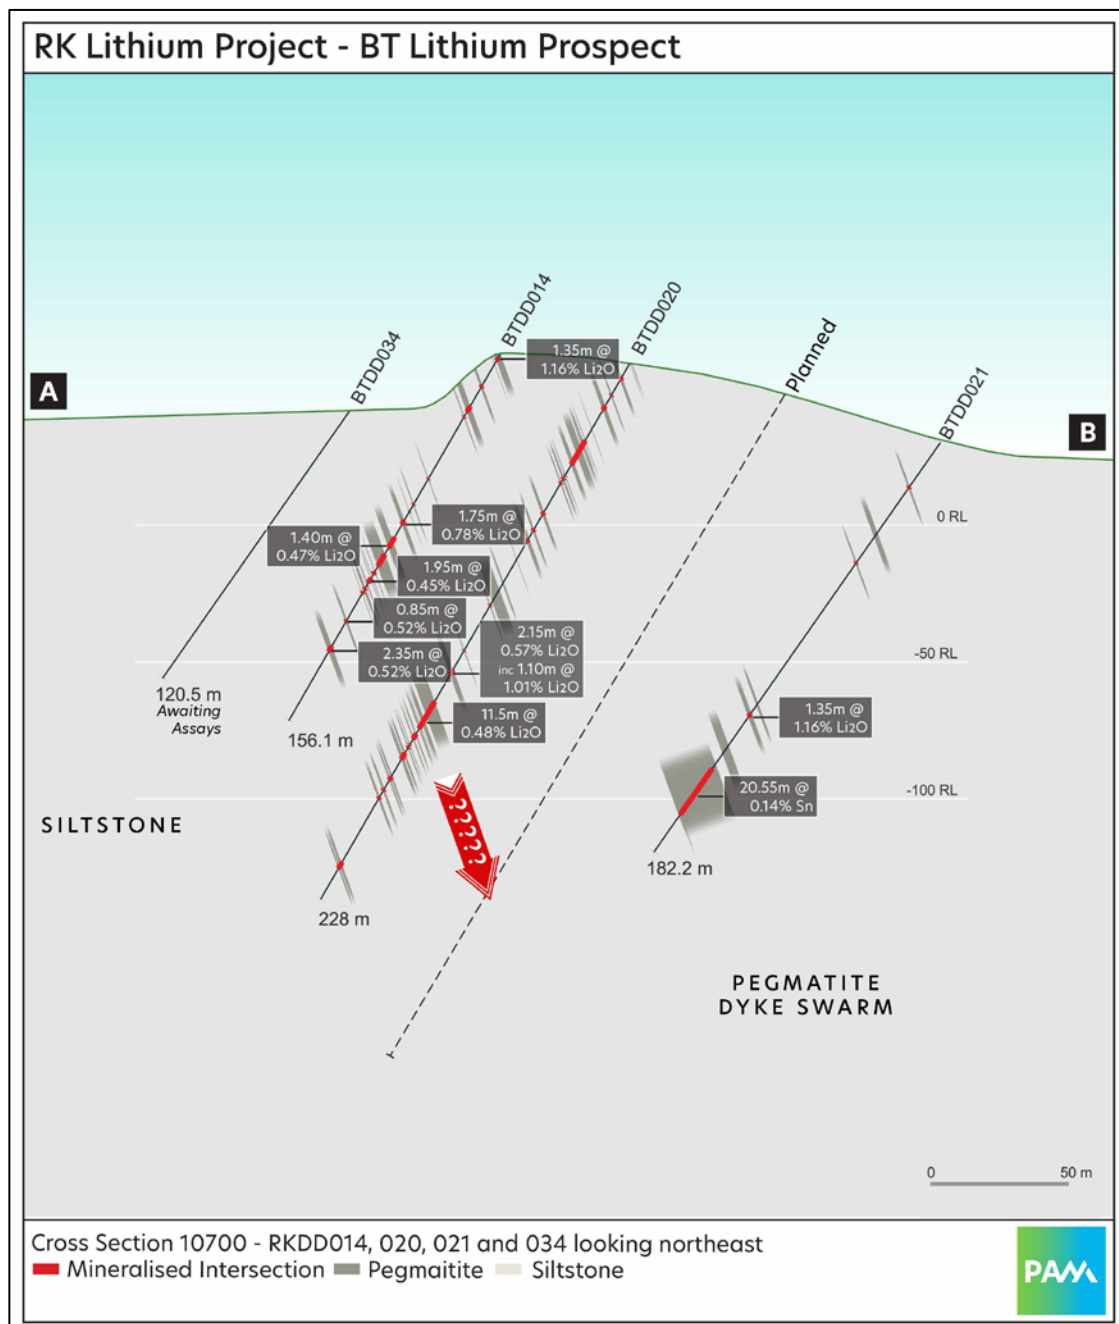 RK Lithium Project - BT Lithium Prospect
BTDD034
BTDD014
BTDD020
Planned
BTDD021
A
B
1.35m @
1.16% Li2O
0 RL
1.75m @
0.78% Li2O
1.40m @
0.47% Li2O
1.95m @
0.45% Li2O
0.85m @
0.52% Li2O
2.35m @
0.52% Li2O
2.15m @
0.57% Li2O
inc 1.10m @
1.01% Li2O
-50 RL
11.5m @
0.48% Li2O
1.35m @
1.16% Li2O
20.55m @
0.14% Sn
-100 RL
120.5 m
Awaiting
Assays
156.1 m
?????
SILTSTONE
182.2 m
228 m
PEGMATITE
DYKE SWARM
0 50 m
Cross Section 10700 - RKDD014, 020, 021 and 034 looking northeast
Mineralised Intersection Pegmaitite Siltstone
PAM